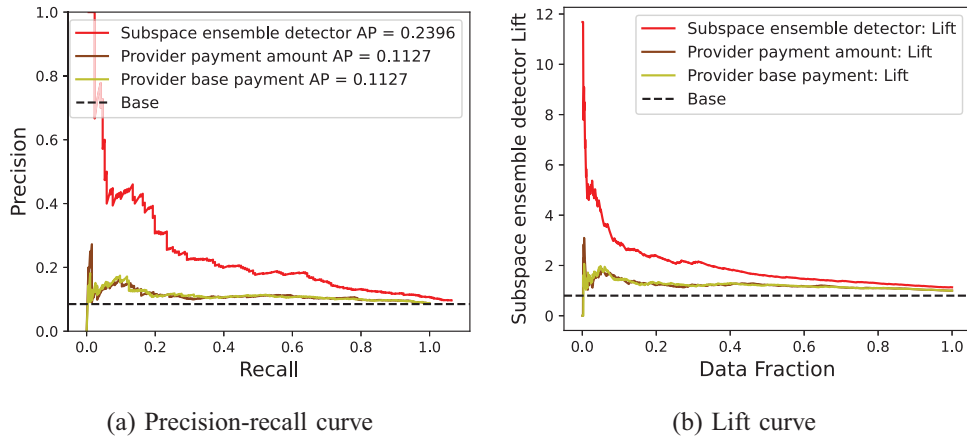 Subspace ensemble detector AP = 0.2396
Provider payment amount AP = 0.1127
Provider base payment AP = 0.1127
Base
1.0
0.8
0.6
0.4
0.2
0.0
Precision
0.0 0.2 0.4 0.6 0.8 1.0
Recall
(a) Precision-recall curve
Subspace ensemble detector: Lift
Provider payment amount: Lift
Provider base payment: Lift
Base
12
10
8
6
4
2
0
Subspace ensemble detector Lift
0.0 0.2 0.4 0.6 0.8 1.0
Data Fraction
(b) Lift curve